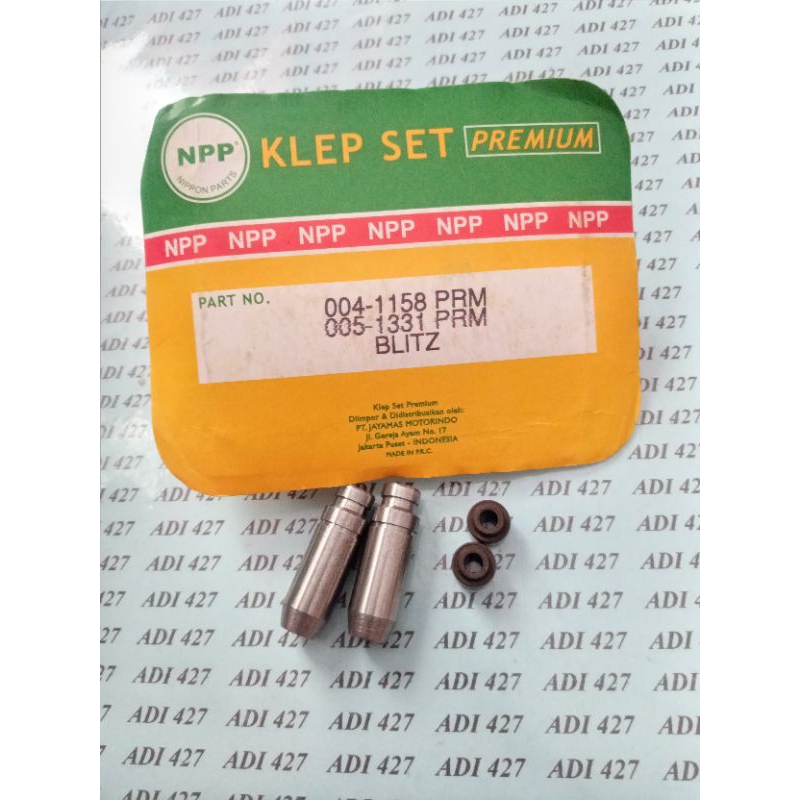 NPP
NIPPON PARTS
KLEP SET PREMIUM
NPP NPP NPP NPP NPP NPP NPP
PART NO.
004-1158 PRM
005-1331 PRM
BLITZ
Klep Set Premium
Diimpor & Didistribusikan oleh:
PT. JAYAMAS MOTORINDO
Jl. Gereja Ayam No. 17
Jakarta Pusat - INDONESIA
MADE IN P.R.C.
ADI 427